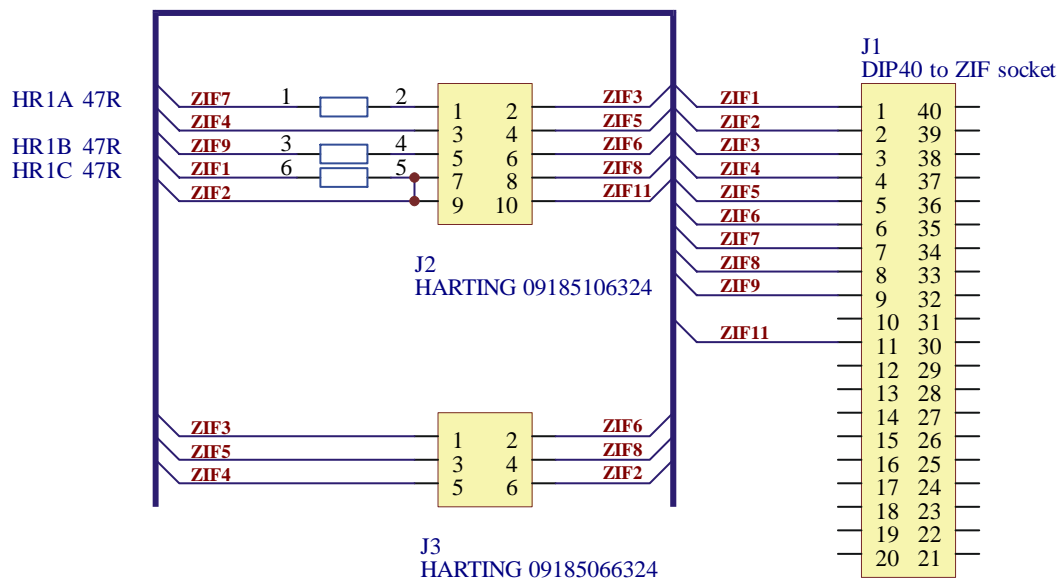 J1
DIP40 to ZIF socket
HR1A 47R
ZIF7 1 2 1 2 ZIF3 ZIF1 1 40
ZIF4 3 4 ZIF5 ZIF2 2 39
HR1B 47R ZIF9 3 4 5 6 ZIF6 ZIF3 3 38
HR1C 47R ZIF1 6 5 7 8 ZIF8 ZIF4 4 37
ZIF2 9 10 ZIF11 ZIF5 5 36
ZIF6 6 35
ZIF7 7 34
J2
HARTING 09185106324
ZIF8 8 33
ZIF9 9 32
10 31
ZIF11 11 30
12 29
13 28
14 27
ZIF3 1 2 ZIF6 15 26
ZIF5 3 4 ZIF8 16 25
ZIF4 5 6 ZIF2 17 24
18 23
19 22
20 21
J3
HARTING 09185066324